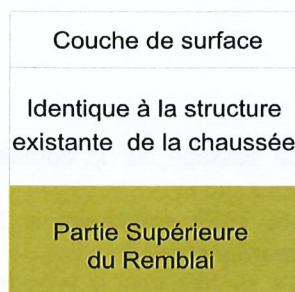 Couche de surface
Identique à la structure
existante de la chaussée
Partie Supérieure
du Remblai